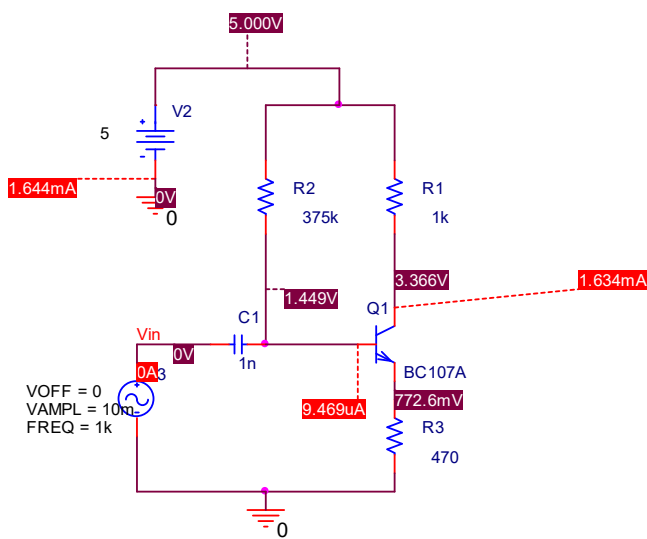 5.000V
V2
5
1.644mA
0V
0
R2
375k
R1
1k
1.449V
3.366V
1.634mA
Q1
C1
1n
Vin
0V
BC107A
0A
3
VOFF = 0
VAMPL = 10m
FREQ = 1k
9.469uA
772.6mV
R3
470
0